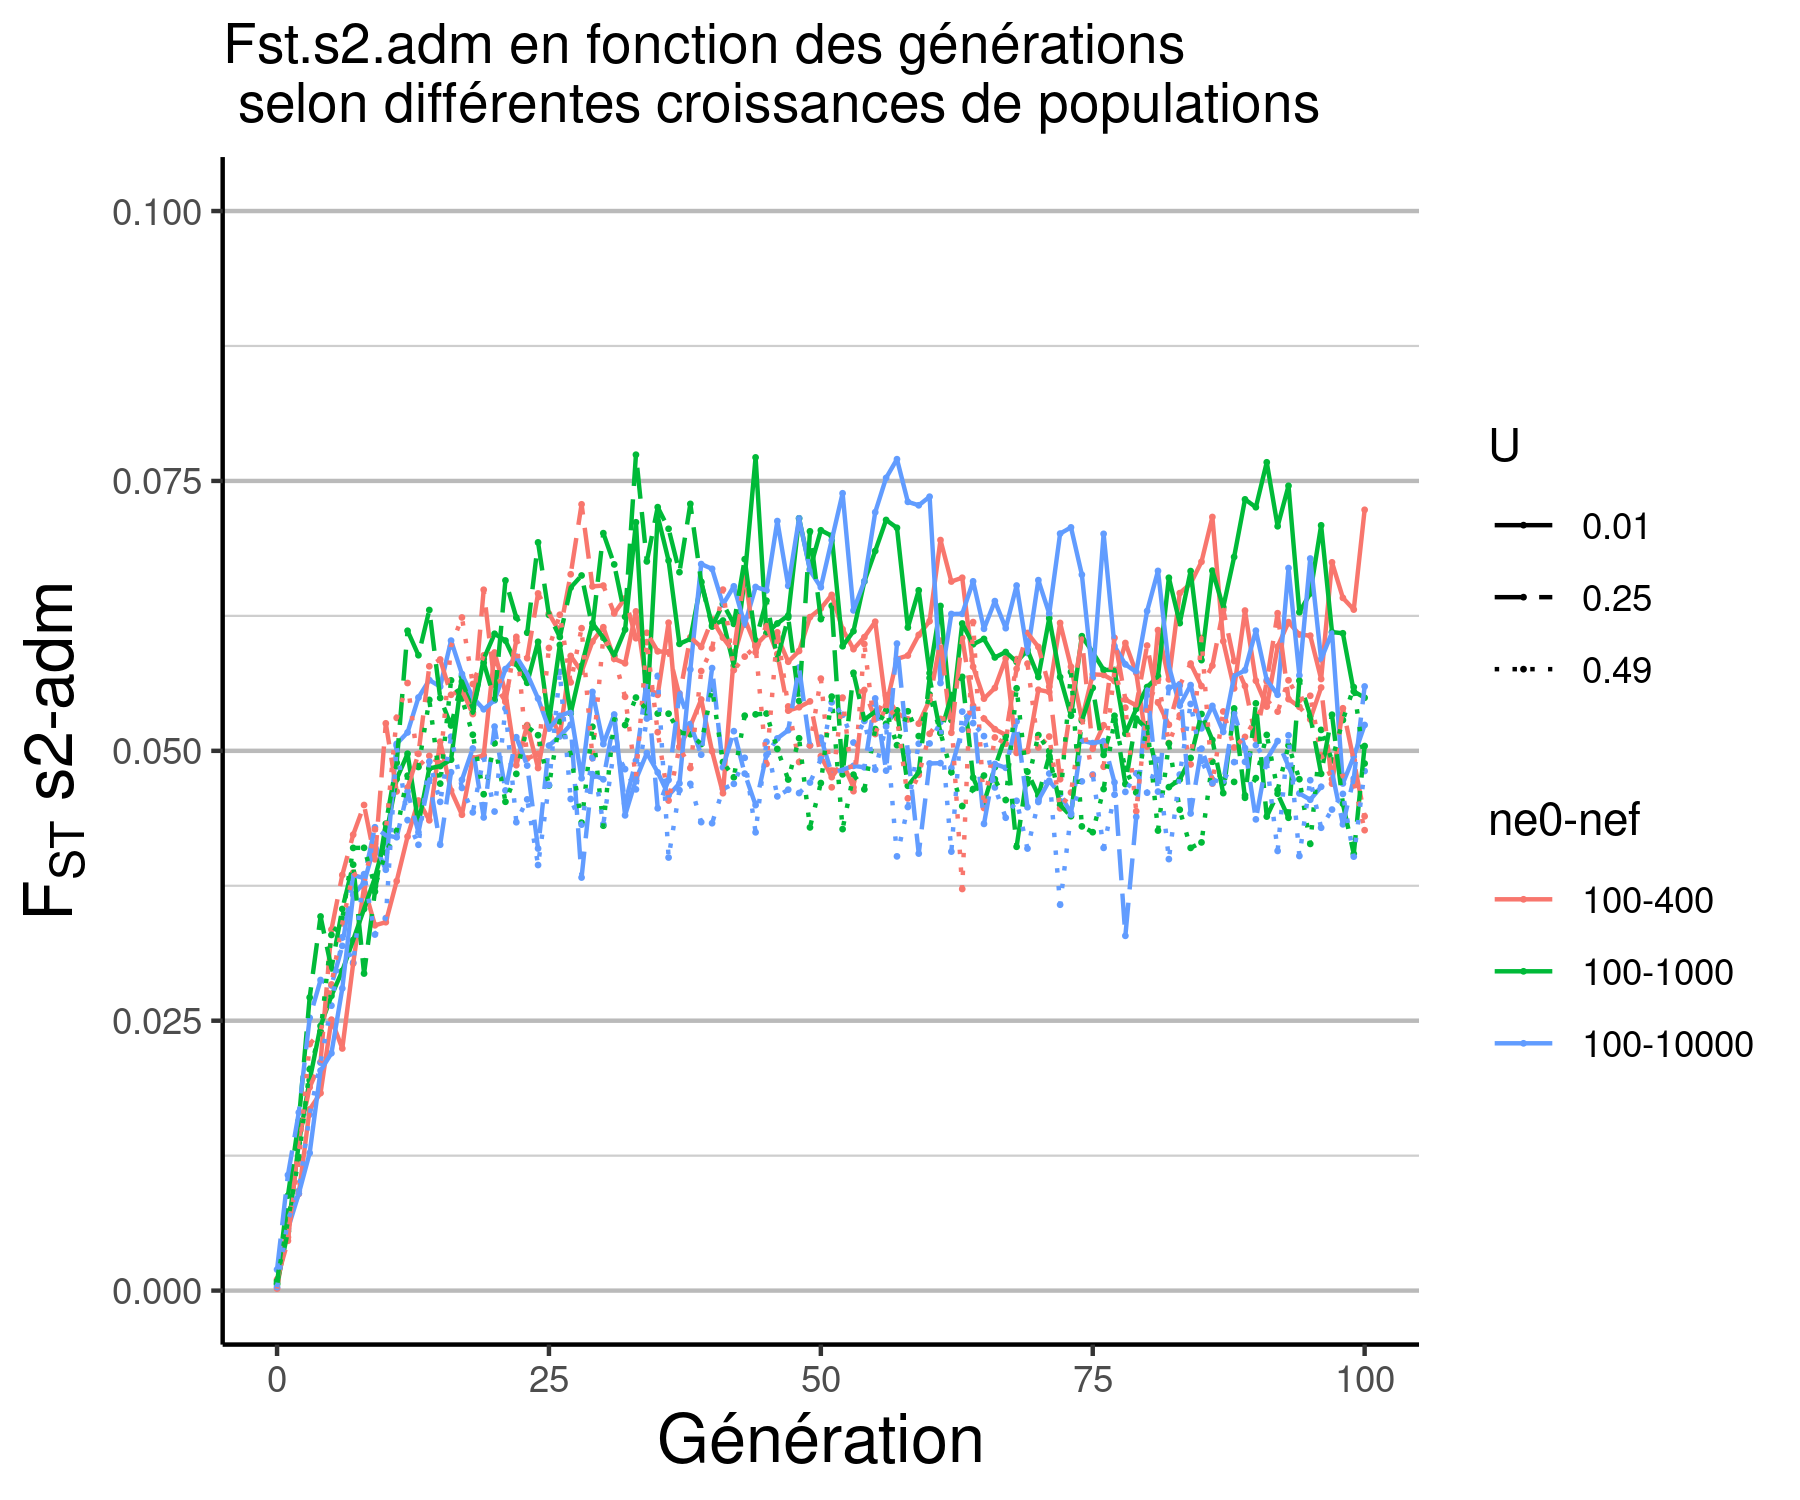 Fst.s2.adm en fonction des générations
selon différentes croissances de populations
0.100
0.075
0.050
0.025
0.000
F_ST s2-adm
0 25 50 75 100
Génération
U
0.01
0.25
0.49
ne0-nef
100-400
100-1000
100-10000